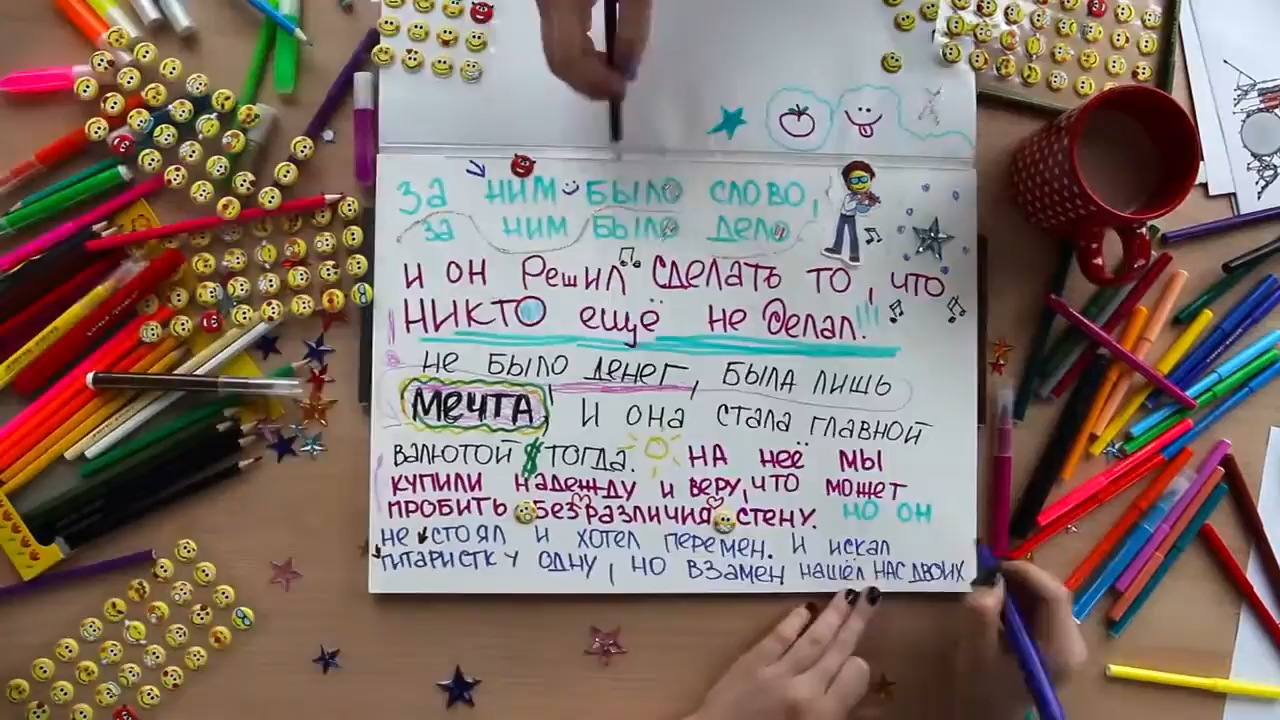 за ним было слово,
за ним было дело
и он решил сделать то, что
никто ещё не делал!!!
не было денег, была лишь
мечта, и она стала главной
валютой $ тогда. на неё мы
купили надежду и веру, что может
пробить безразличия стену. но он
не стоял и хотел перемен. и искал
гитаристку одну, но взамен нашёл нас двоих